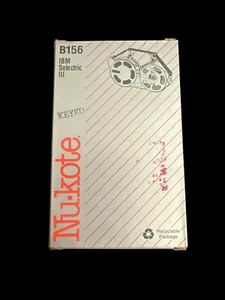 B156
IBM
Selectric
III
KEYED
Nu·kote®
Recyclable
Package